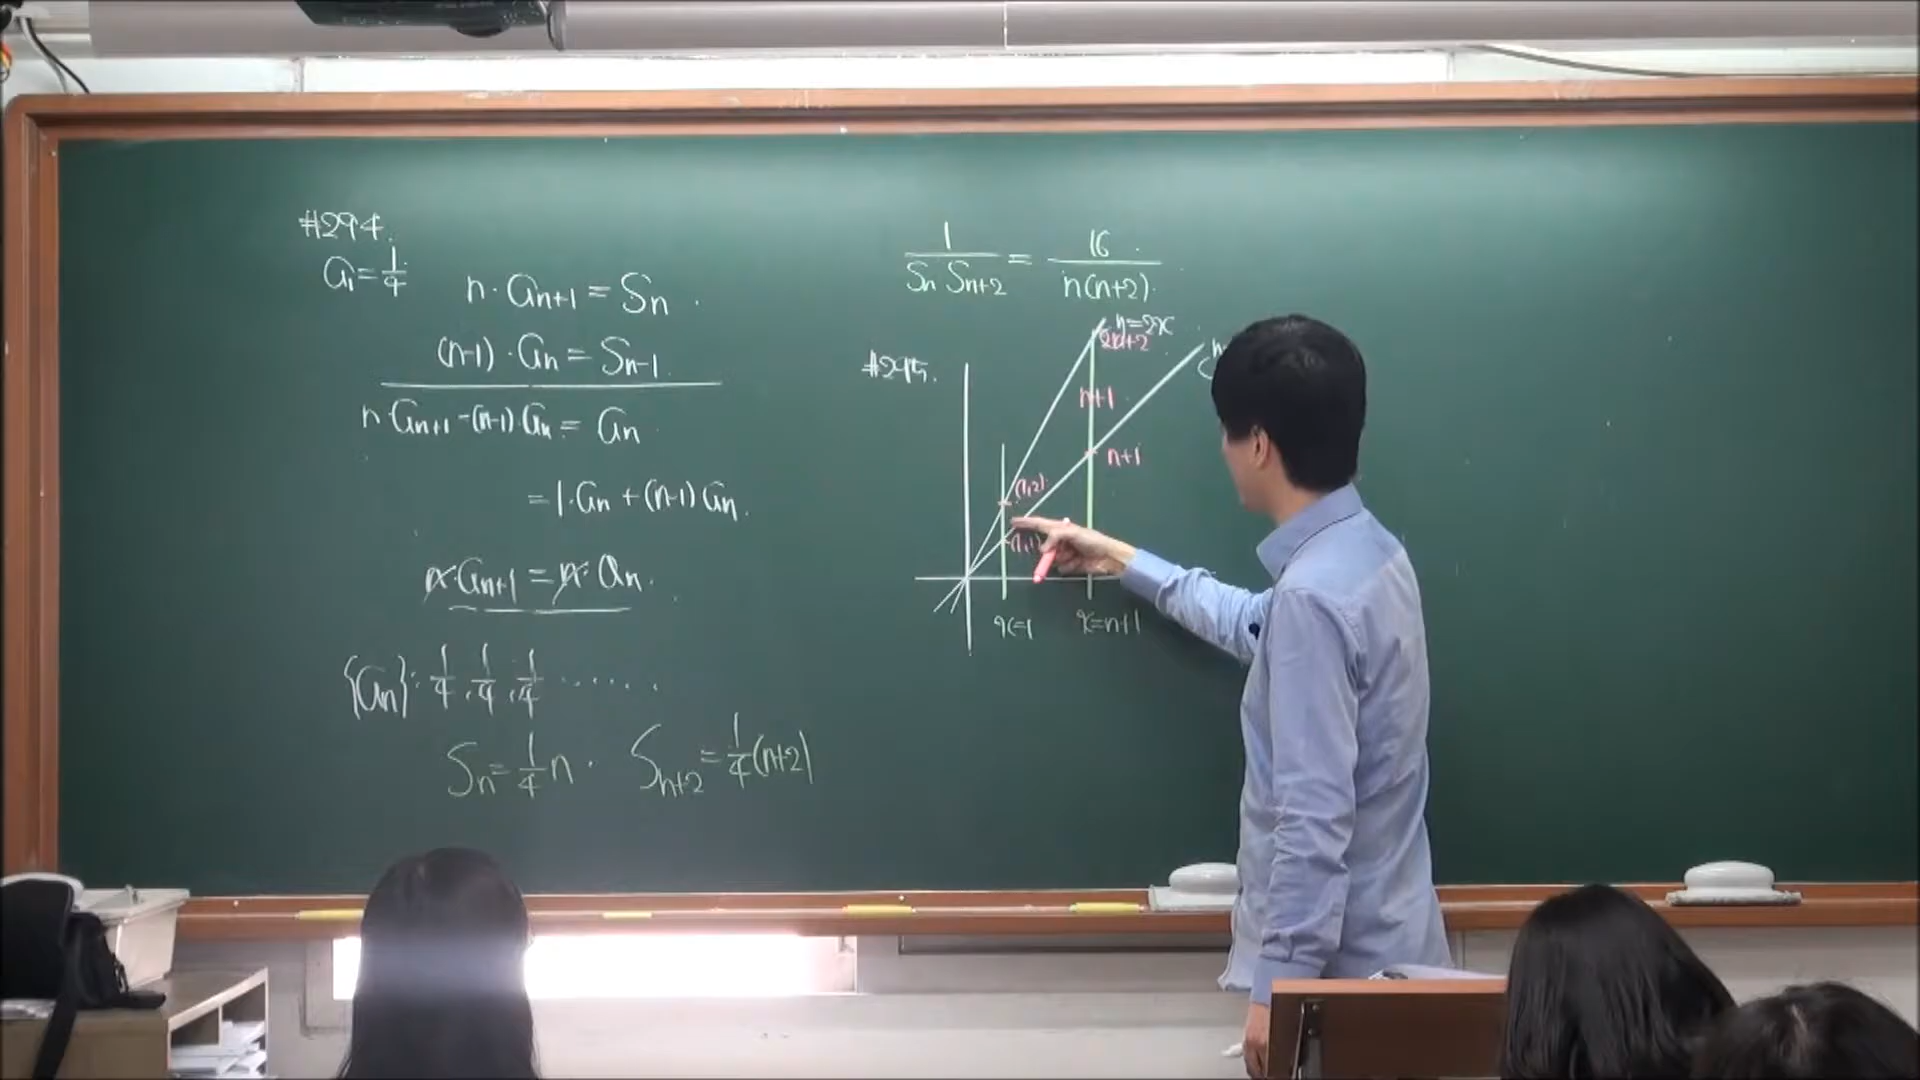 #294.
a₁ = 1/4
n · aₙ₊₁ = Sₙ
(n-1) · aₙ = Sₙ₋₁
n · aₙ₊₁ - (n-1) · aₙ = aₙ
= 1 · aₙ + (n-1) aₙ.
n · aₙ₊₁ = n · aₙ.
{aₙ} : 1/4, 1/4, 1/4 ......
Sₙ = 1/4 n . Sₙ₊₂ = 1/4 (n+2)
1/(Sₙ Sₙ₊₂) = 16/(n(n+2)).
#295.
y=2x
2n+2
n+1
n+1
(1,2)
(1,1)
x=1
x=n+1